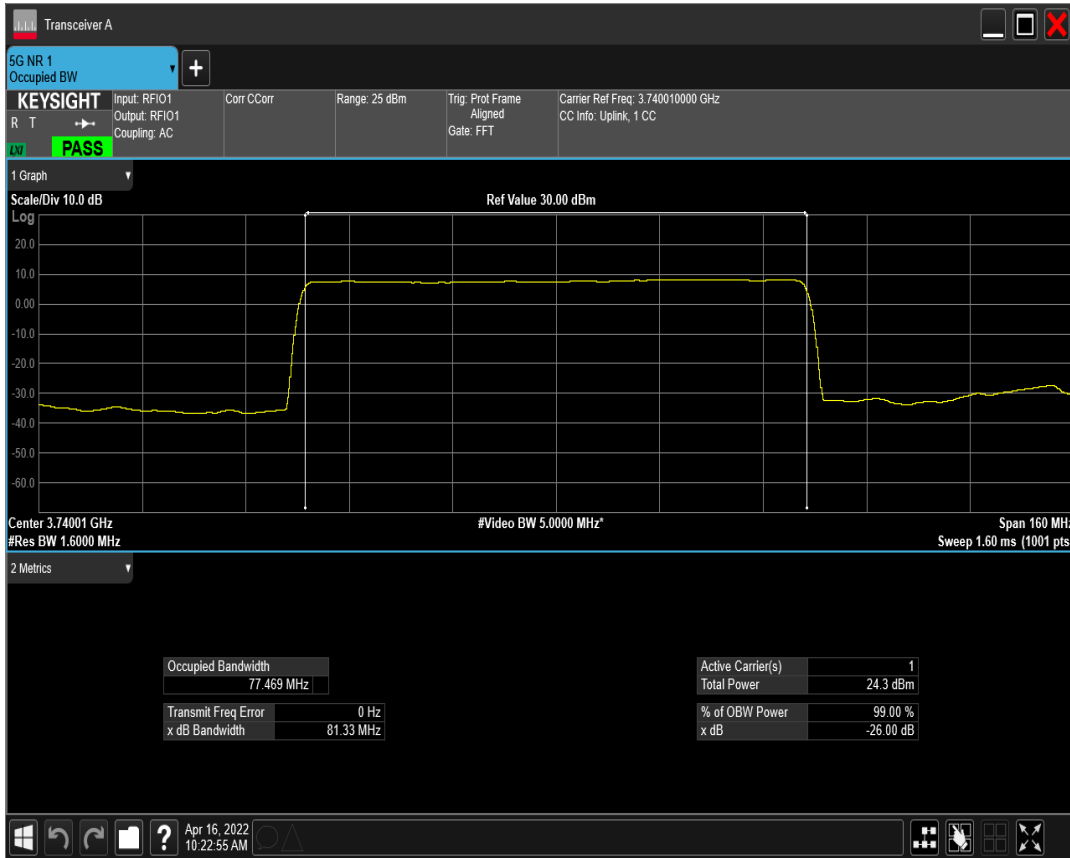 Transceiver A
5G NR 1
Occupied BW
KEYSIGHT
R T
LXI
PASS
Input: RFIO1
Output: RFIO1
Coupling: AC
Corr CCorr
Range: 25 dBm
Trig: Prot Frame
Aligned
Gate: FFT
Carrier Ref Freq: 3.740010000 GHz
CC Info: Uplink, 1 CC
1 Graph
Scale/Div 10.0 dB
Ref Value 30.00 dBm
Log
20.0
10.0
0.00
-10.0
-20.0
-30.0
-40.0
-50.0
-60.0
Center 3.74001 GHz
#Video BW 5.0000 MHz*
Span 160 MHz
#Res BW 1.6000 MHz
Sweep 1.60 ms (1001 pts
2 Metrics
Occupied Bandwidth
77.469 MHz
Transmit Freq Error 0 Hz
x dB Bandwidth 81.33 MHz
Active Carrier(s) 1
Total Power 24.3 dBm
% of OBW Power 99.00 %
x dB -26.00 dB
?
Apr 16, 2022
10:22:55 AM